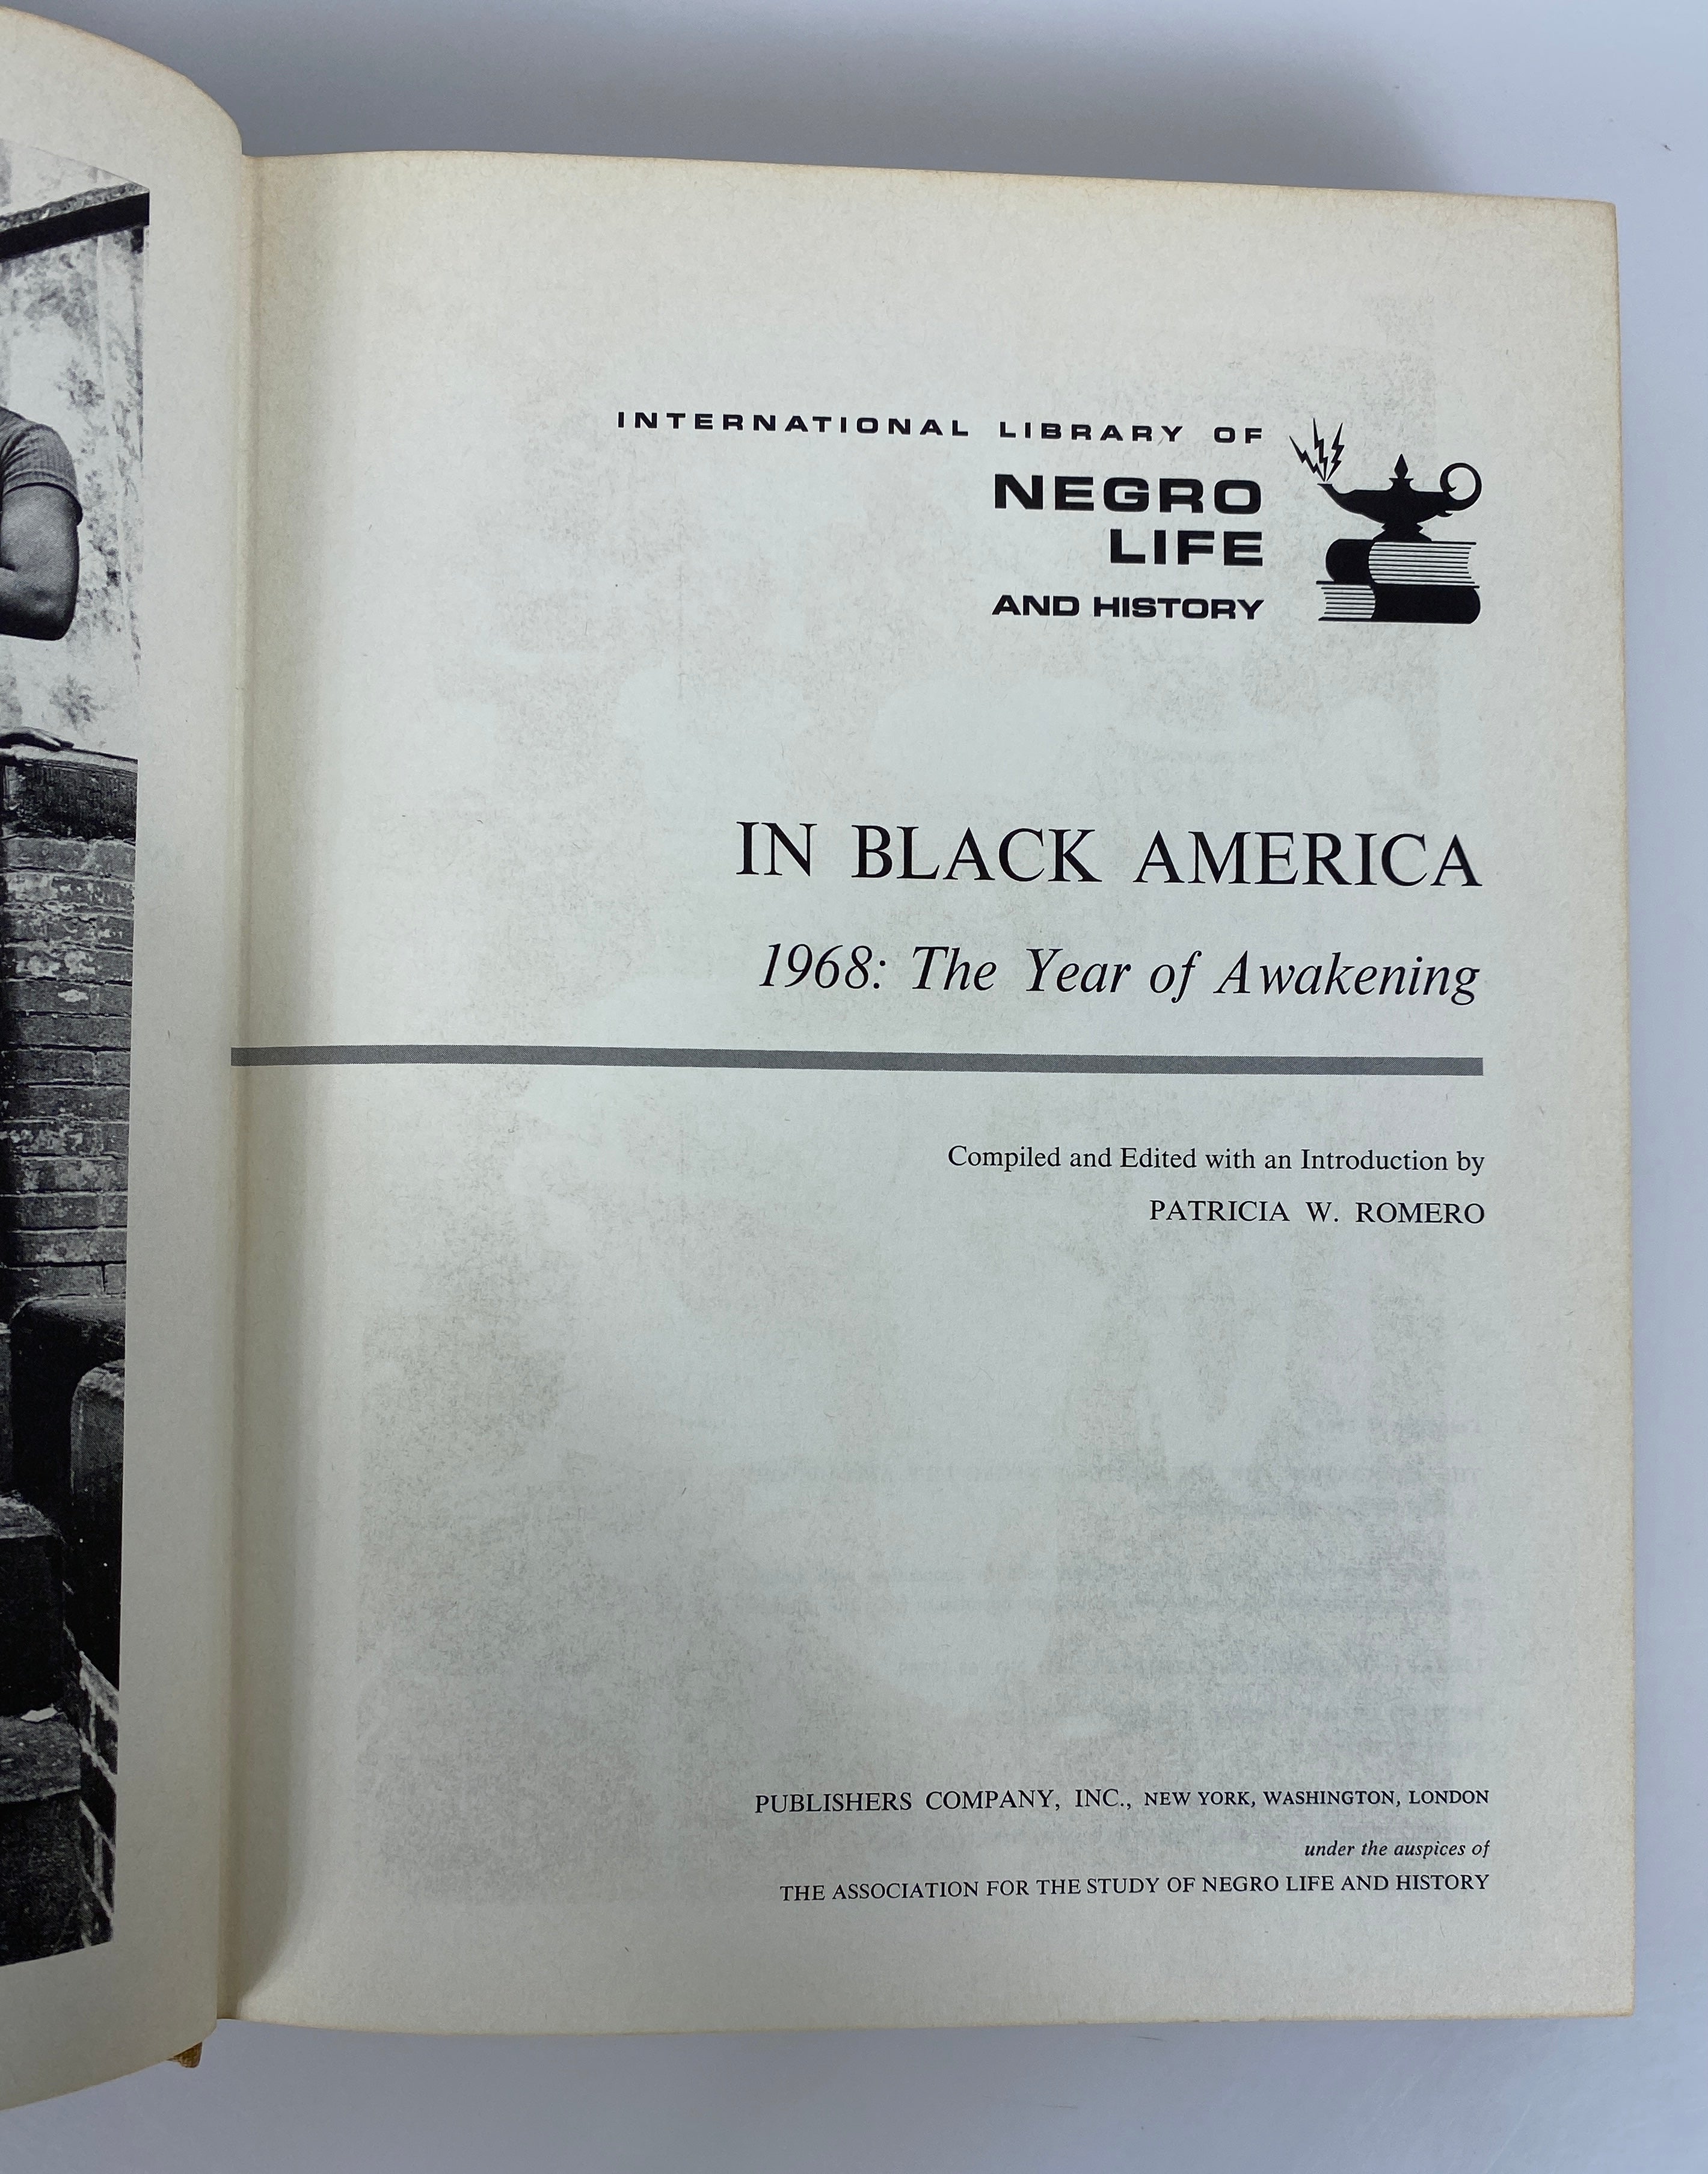 INTERNATIONAL LIBRARY OF
NEGRO
LIFE
AND HISTORY
IN BLACK AMERICA
1968: The Year of Awakening
Compiled and Edited with an Introduction by
PATRICIA W. ROMERO
PUBLISHERS COMPANY, INC., NEW YORK, WASHINGTON, LONDON
under the auspices of
THE ASSOCIATION FOR THE STUDY OF NEGRO LIFE AND HISTORY